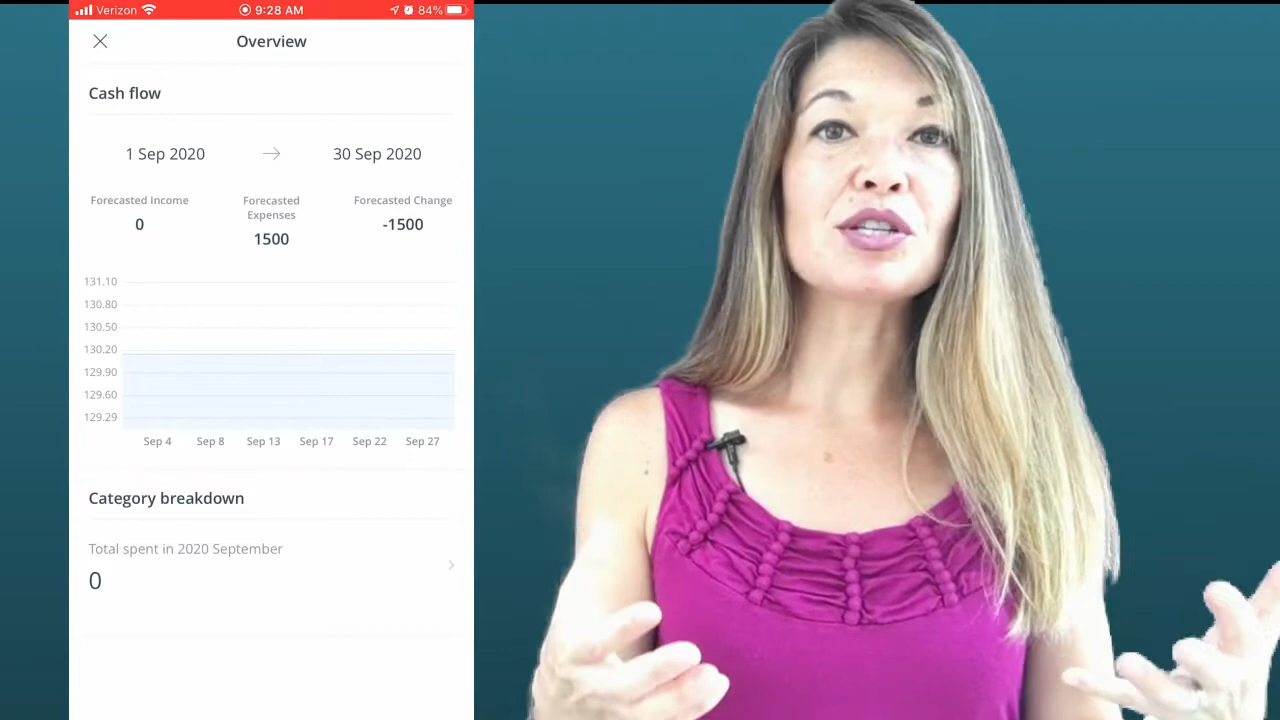 Verizon 9:28 AM 84%
Overview
Cash flow
1 Sep 2020 → 30 Sep 2020
Forecasted Income Forecasted Expenses Forecasted Change
0 1500 -1500
131.10
130.80
130.50
130.20
129.90
129.60
129.29
Sep 4 Sep 8 Sep 13 Sep 17 Sep 22 Sep 27
Category breakdown
Total spent in 2020 September
0